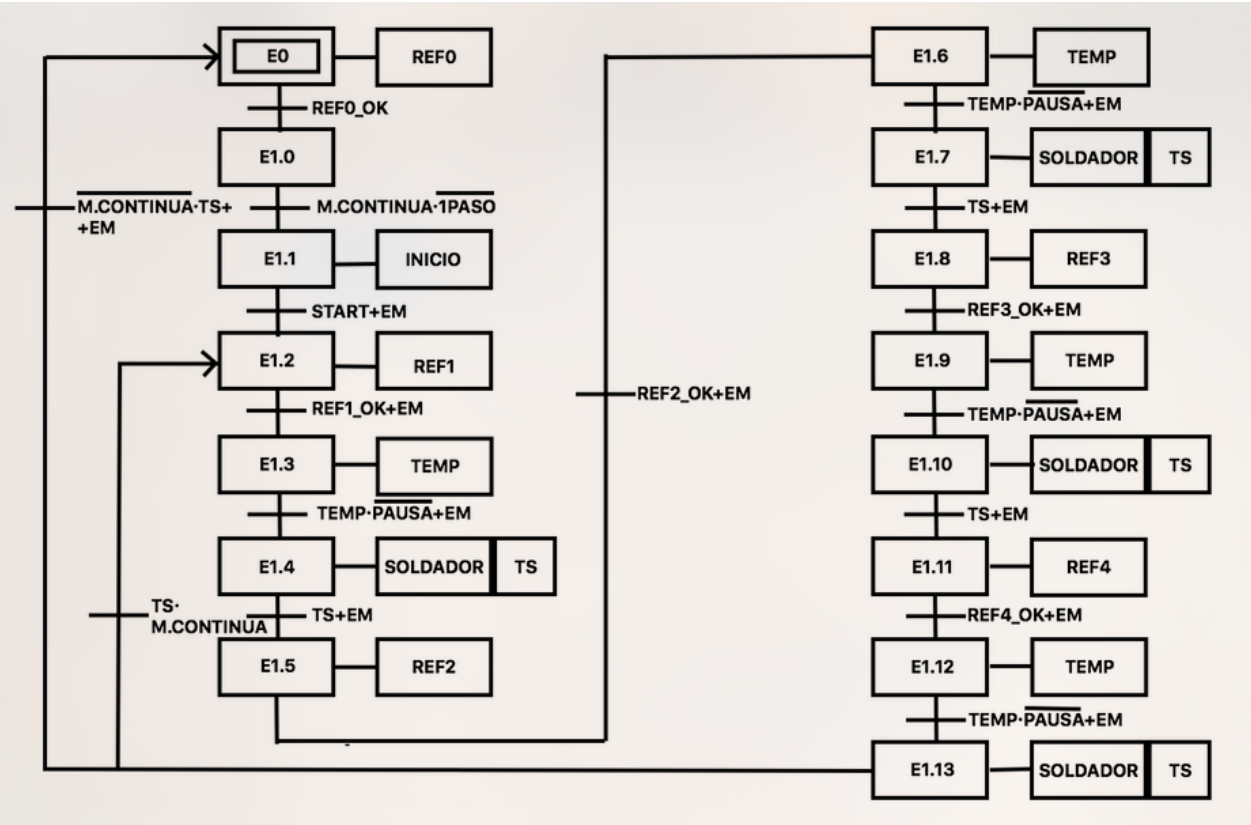 E0
REF0
REF0_OK
E1.0
M.CONTINUA·TS+
+EM
M.CONTINUA·1PASO
E1.1
INICIO
START+EM
E1.2
REF1
REF1_OK+EM
E1.3
TEMP
TEMP·PAUSA+EM
E1.4
SOLDADOR
TS
TS·
M.CONTINUA
TS+EM
E1.5
REF2
REF2_OK+EM
E1.6
TEMP
TEMP·PAUSA+EM
E1.7
SOLDADOR
TS
TS+EM
E1.8
REF3
REF3_OK+EM
E1.9
TEMP
TEMP·PAUSA+EM
E1.10
SOLDADOR
TS
TS+EM
E1.11
REF4
REF4_OK+EM
E1.12
TEMP
TEMP·PAUSA+EM
E1.13
SOLDADOR
TS